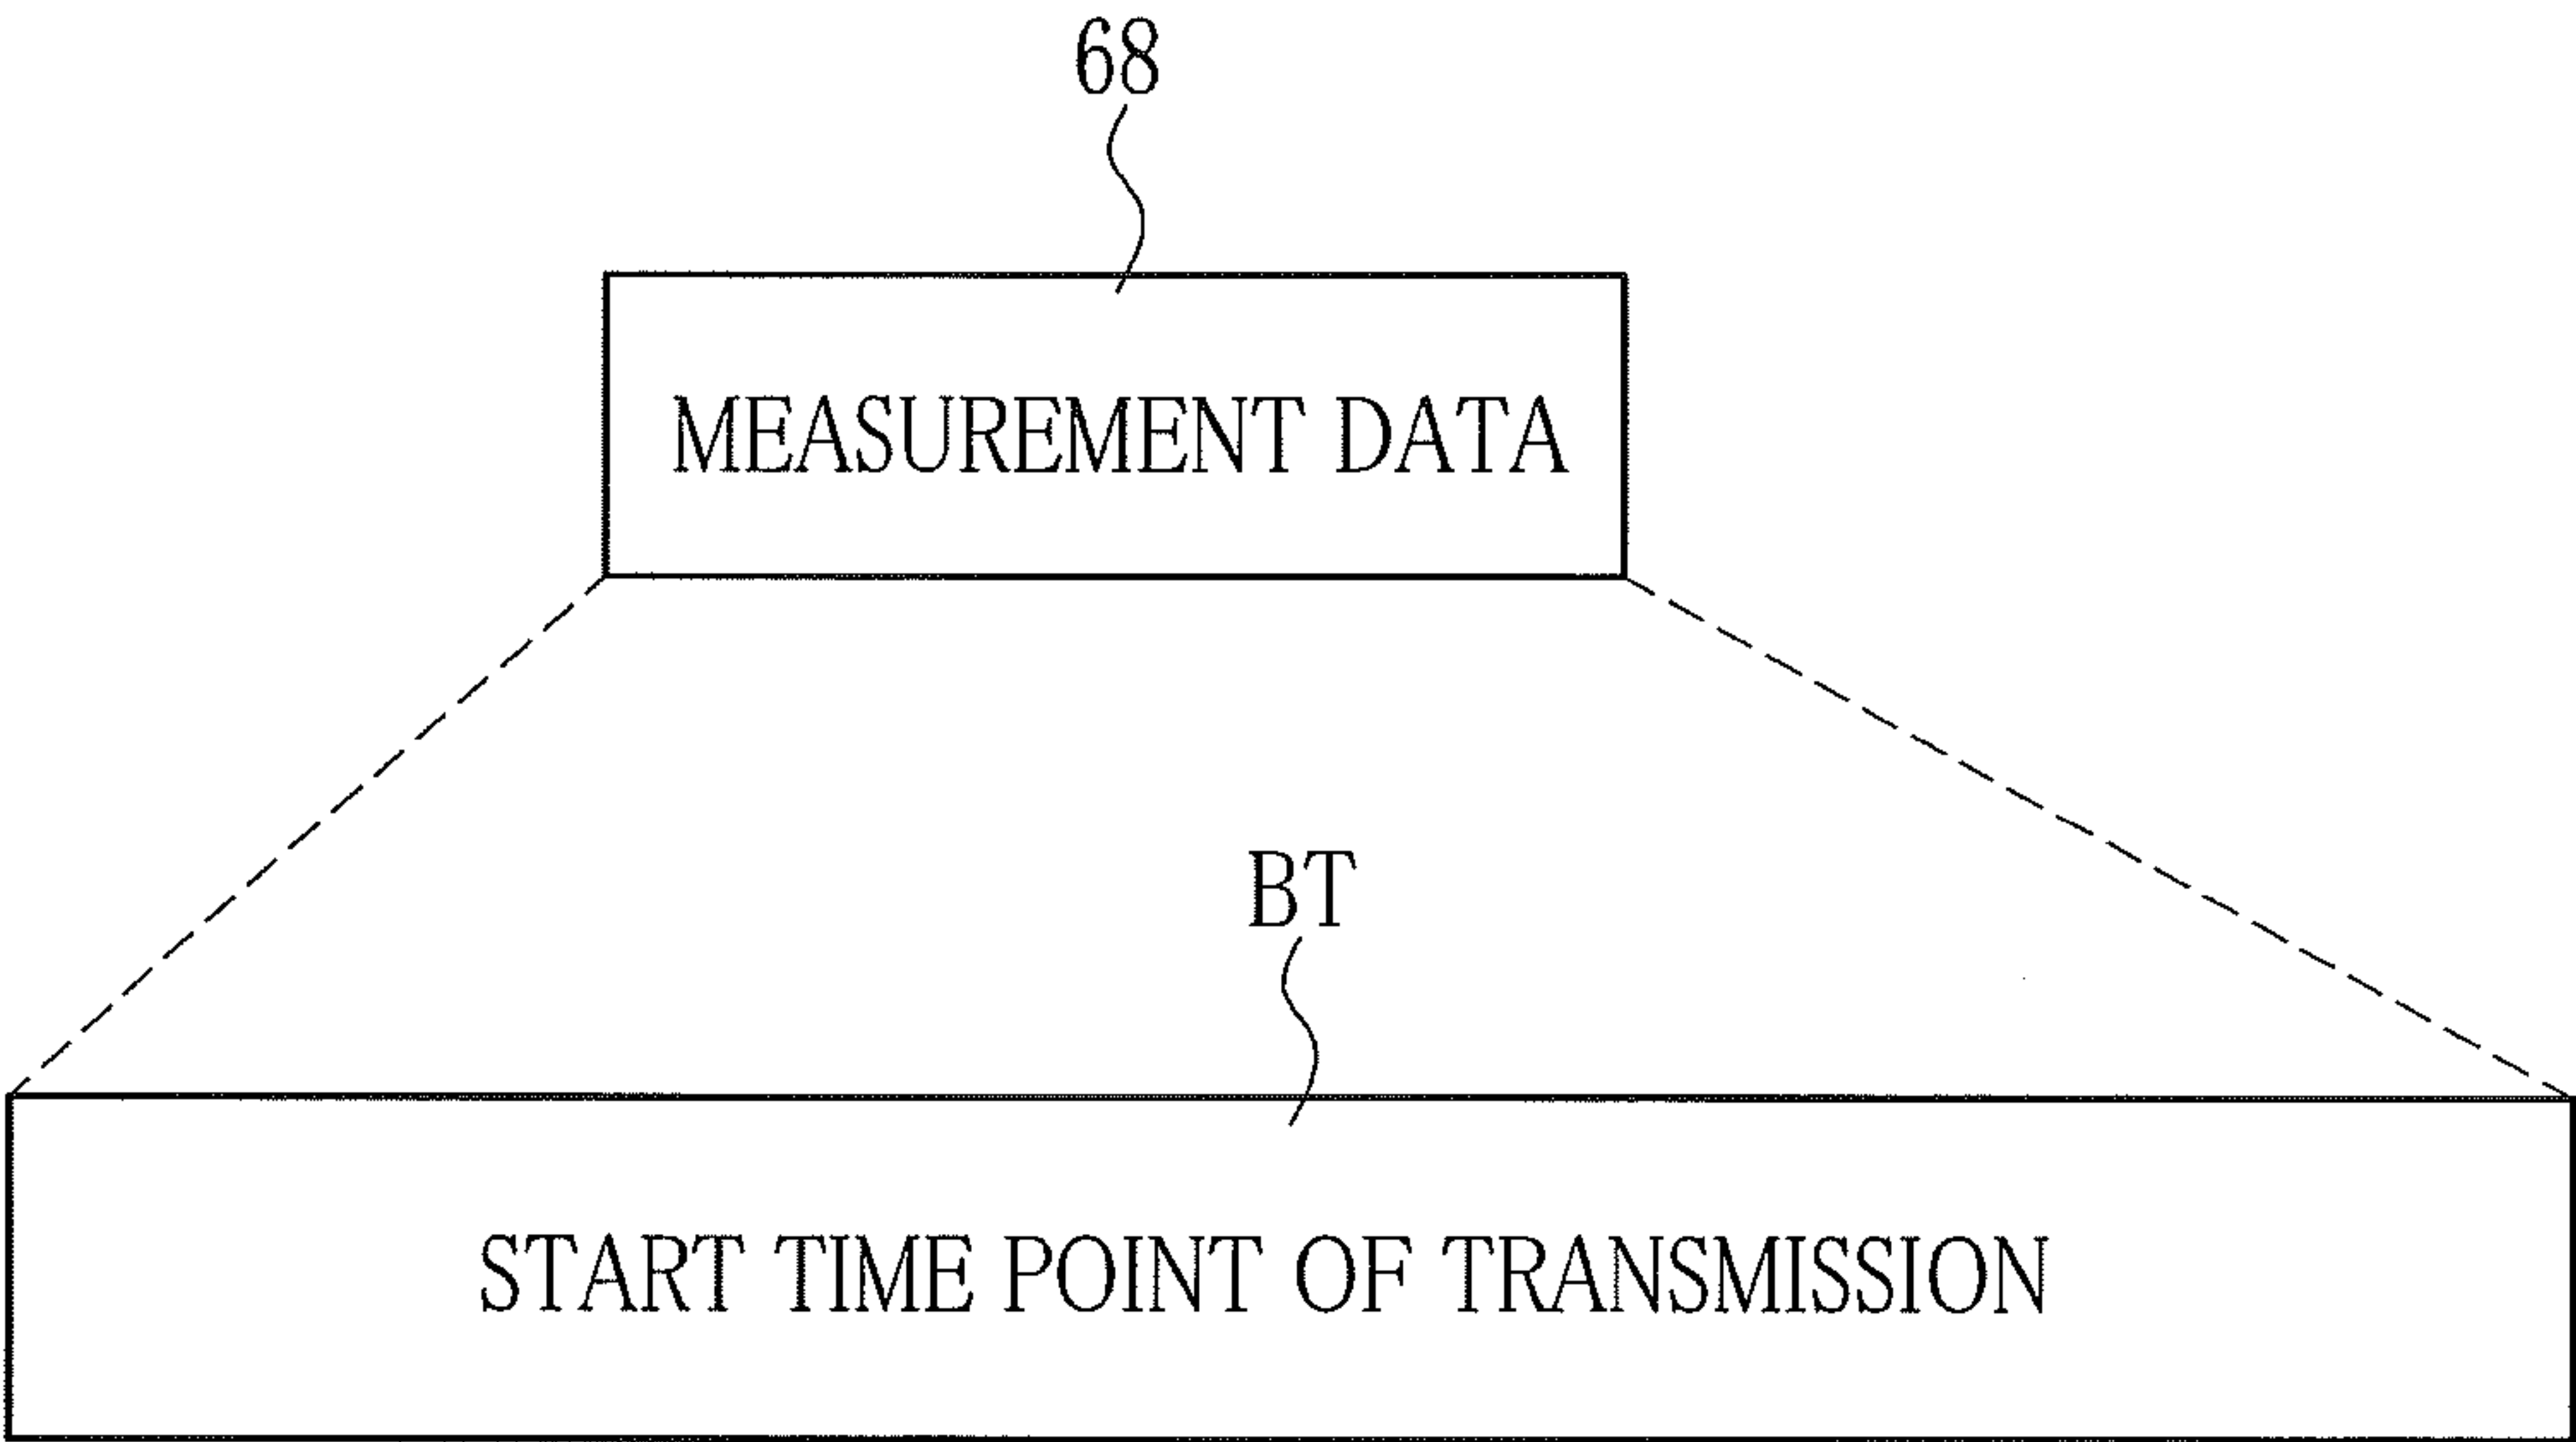 68
MEASUREMENT DATA
BT
START TIME POINT OF TRANSMISSION